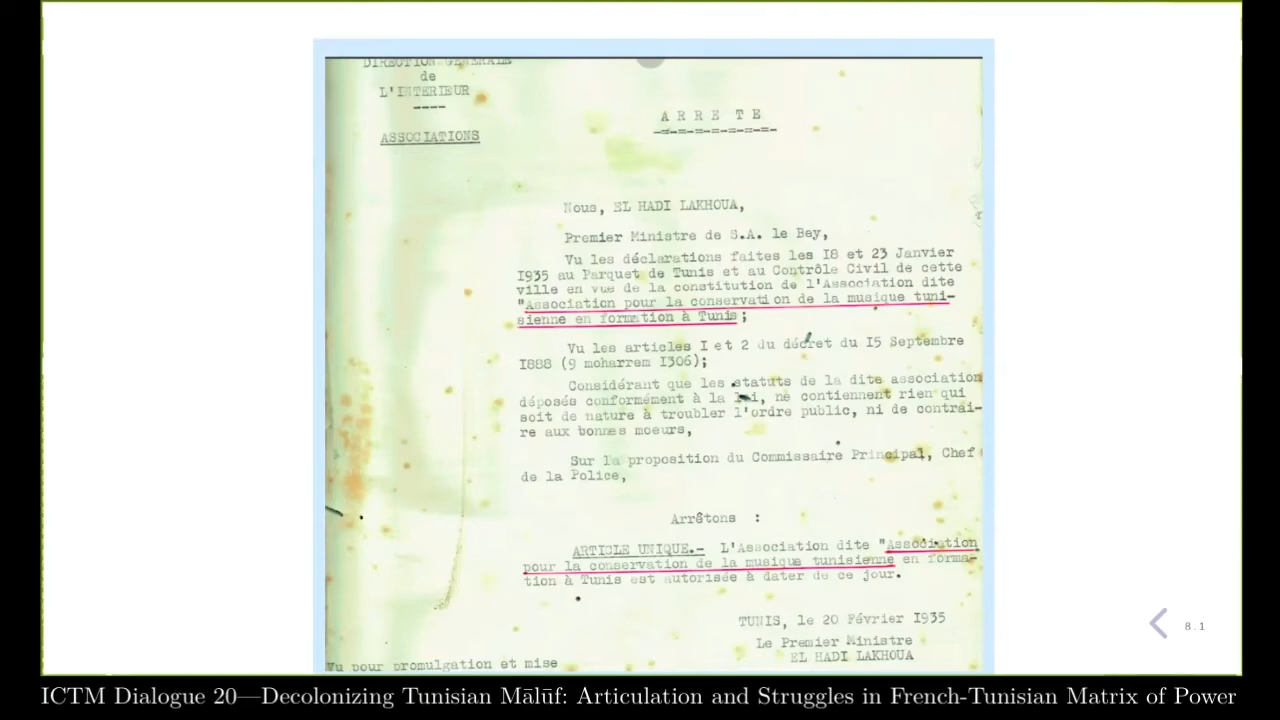 DIRECTION GENERALE
de
L'INTERIEUR
----
ASSOCIATIONS
A R R E T E
-=-=-=-=-=-=-=-
Nous, EL HADI LAKHOUA,
Premier Ministre de S.A. le Bey,
Vu les déclarations faites les I8 et 23 Janvier
I935 au Parquet de Tunis et au Contrôle Civil de cette
ville en vue de la constitution de l'Association dite
"Association pour la conservation de la musique tuni-
sienne en formation à Tunis;
Vu les articles I et 2 du décret du I5 Septembre
I888 (9 moharrem I306);
Considérant que les statuts de la dite association
déposés conformément à la loi, ne contiennent rien qui
soit de nature à troubler l'ordre public, ni de contrai-
re aux bonnes moeurs,
Sur la proposition du Commissaire Principal, Chef
de la Police,
Arrêtons :
ARTICLE UNIQUE.- L'Association dite "Association
pour la conservation de la musique tunisienne en forma-
tion à Tunis est autorisée à dater de ce jour.
TUNIS, le 20 Février I935
Le Premier Ministre
EL HADI LAKHOUA
Vu pour promulgation et mise
8.1
ICTM Dialogue 20—Decolonizing Tunisian Mālūf: Articulation and Struggles in French-Tunisian Matrix of Power